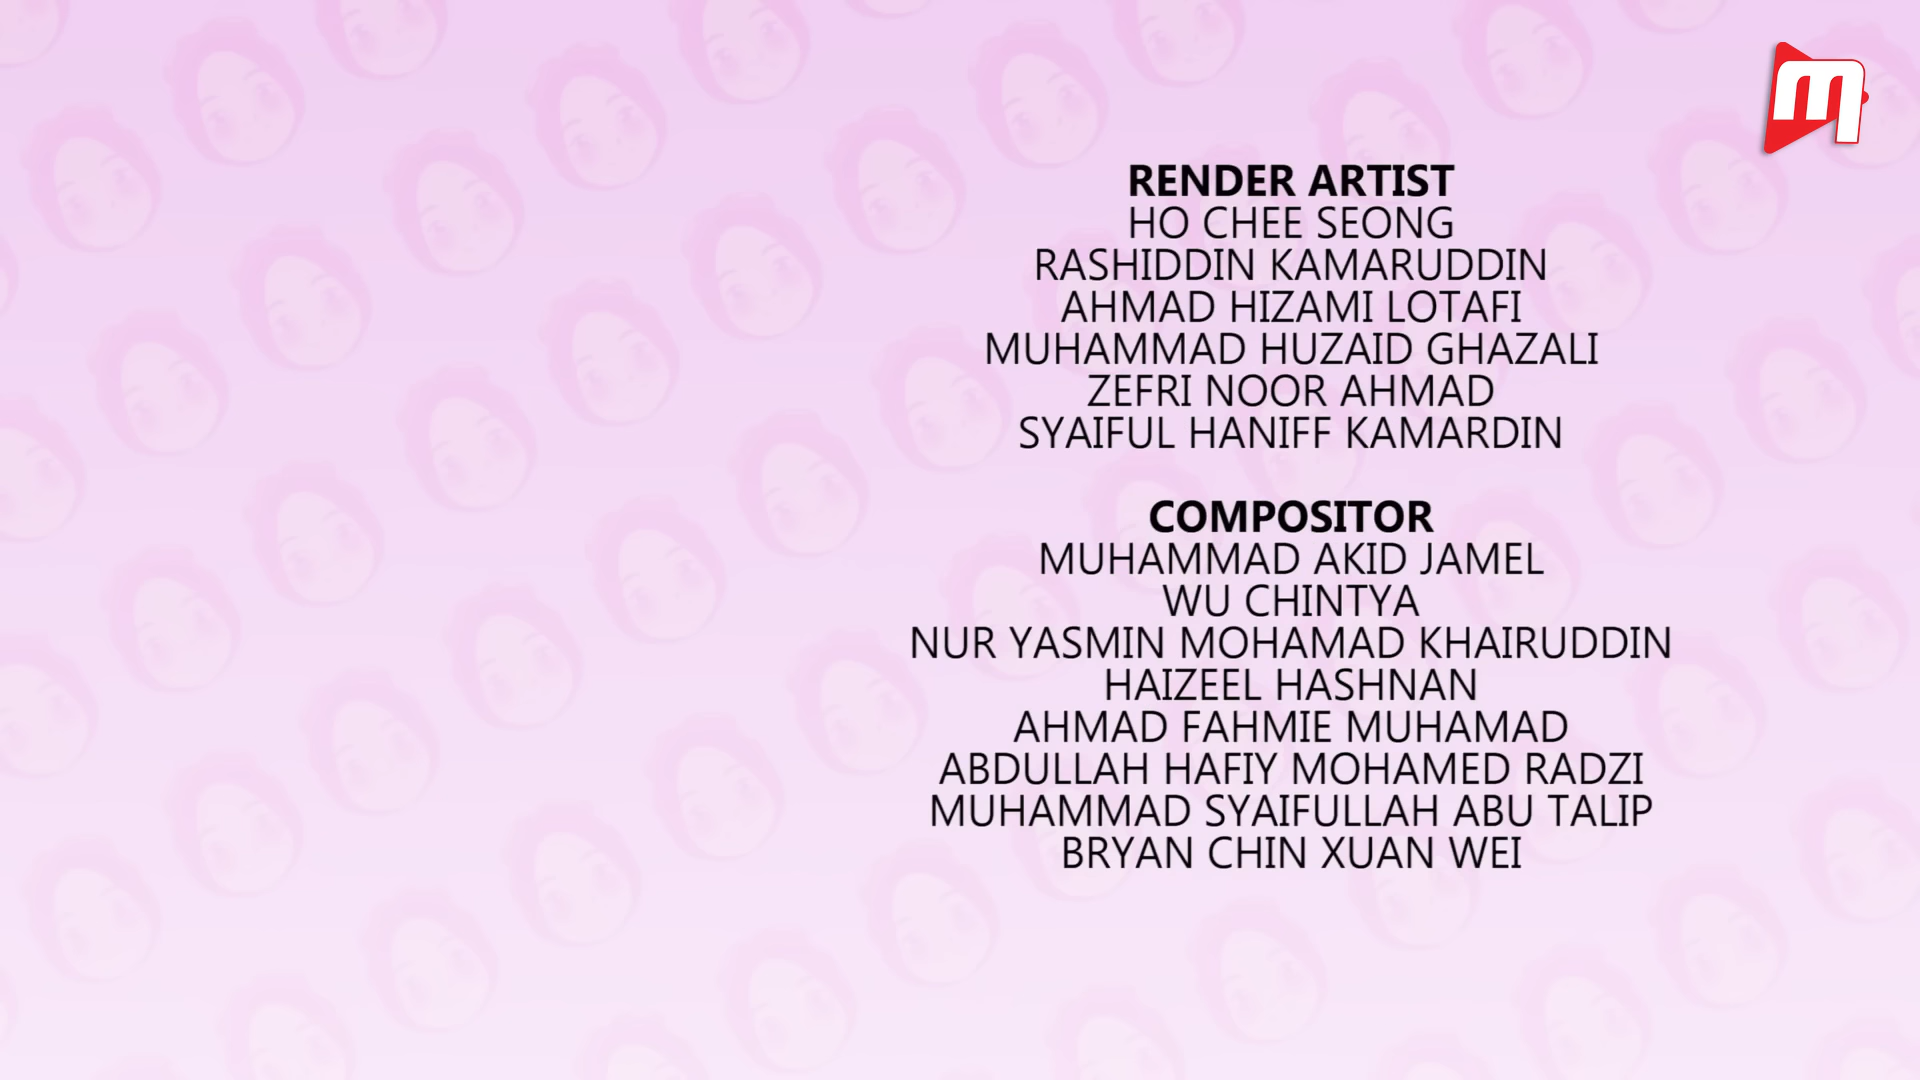 RENDER ARTIST
HO CHEE SEONG
RASHIDDIN KAMARUDDIN
AHMAD HIZAMI LOTAFI
MUHAMMAD HUZAID GHAZALI
ZEFRI NOOR AHMAD
SYAIFUL HANIFF KAMARDIN
COMPOSITOR
MUHAMMAD AKID JAMEL
WU CHINTYA
NUR YASMIN MOHAMAD KHAIRUDDIN
HAIZEEL HASHNAN
AHMAD FAHMIE MUHAMAD
ABDULLAH HAFIY MOHAMED RADZI
MUHAMMAD SYAIFULLAH ABU TALIP
BRYAN CHIN XUAN WEI